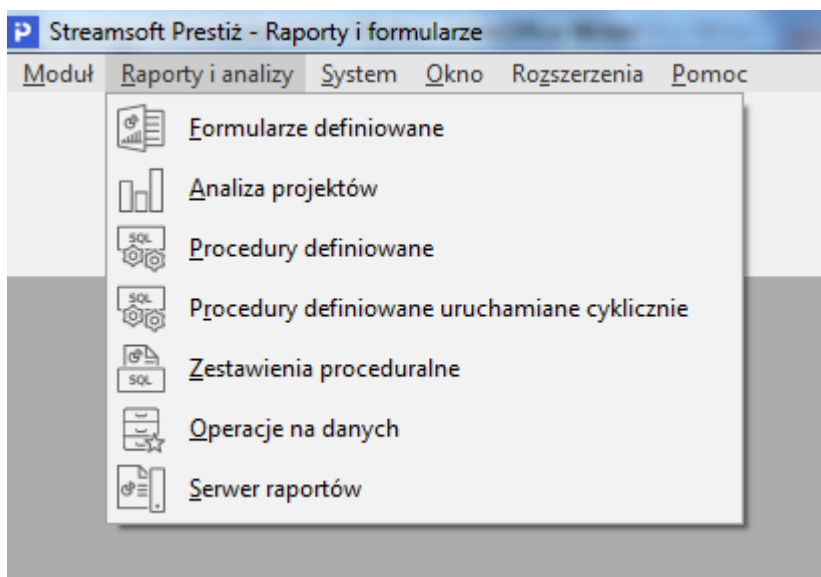 Streamsoft Prestiż - Raporty i formularze
Moduł Raporty i analizy System Okno Rozszerzenia Pomoc
Formularze definiowane
Analiza projektów
SQL Procedury definiowane
SQL Procedury definiowane uruchamiane cyklicznie
SQL Zestawienia proceduralne
Operacje na danych
Serwer raportów